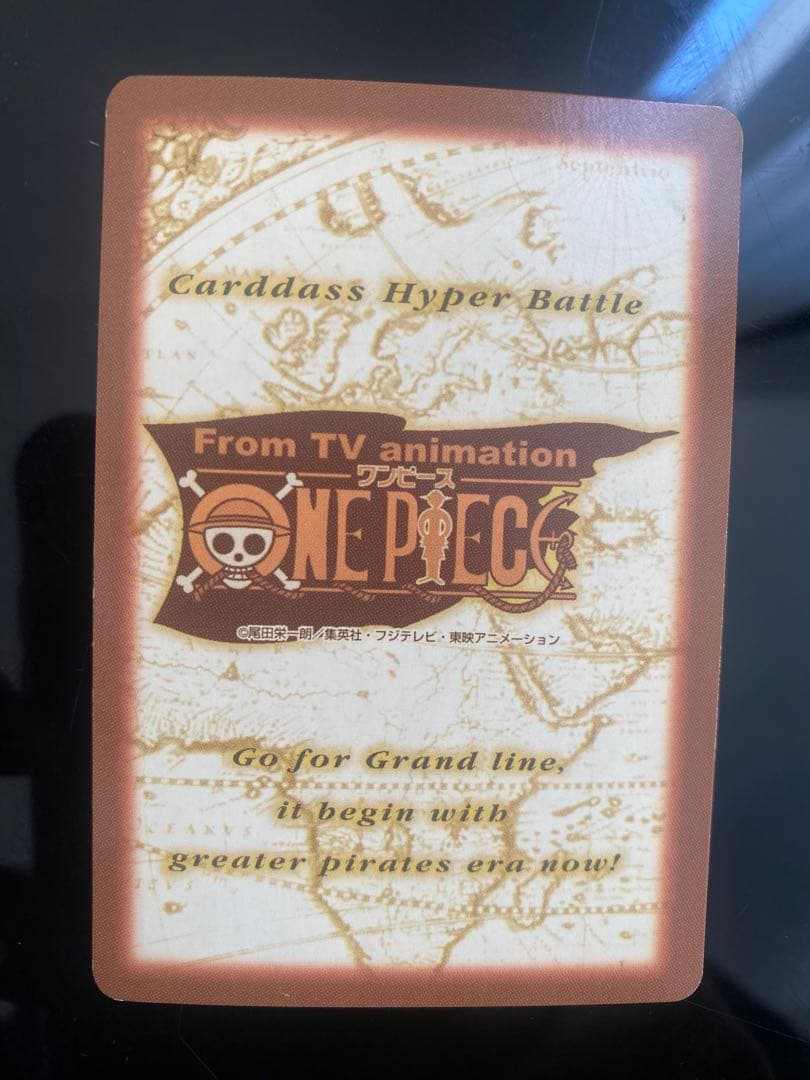 Septentrio
Carddass Hyper Battle
From TV animation
ワンピース
ONE PIECE
©尾田栄一朗／集英社・フジテレビ・東映アニメーション
Go for Grand line,
it begin with
greater pirates era now!